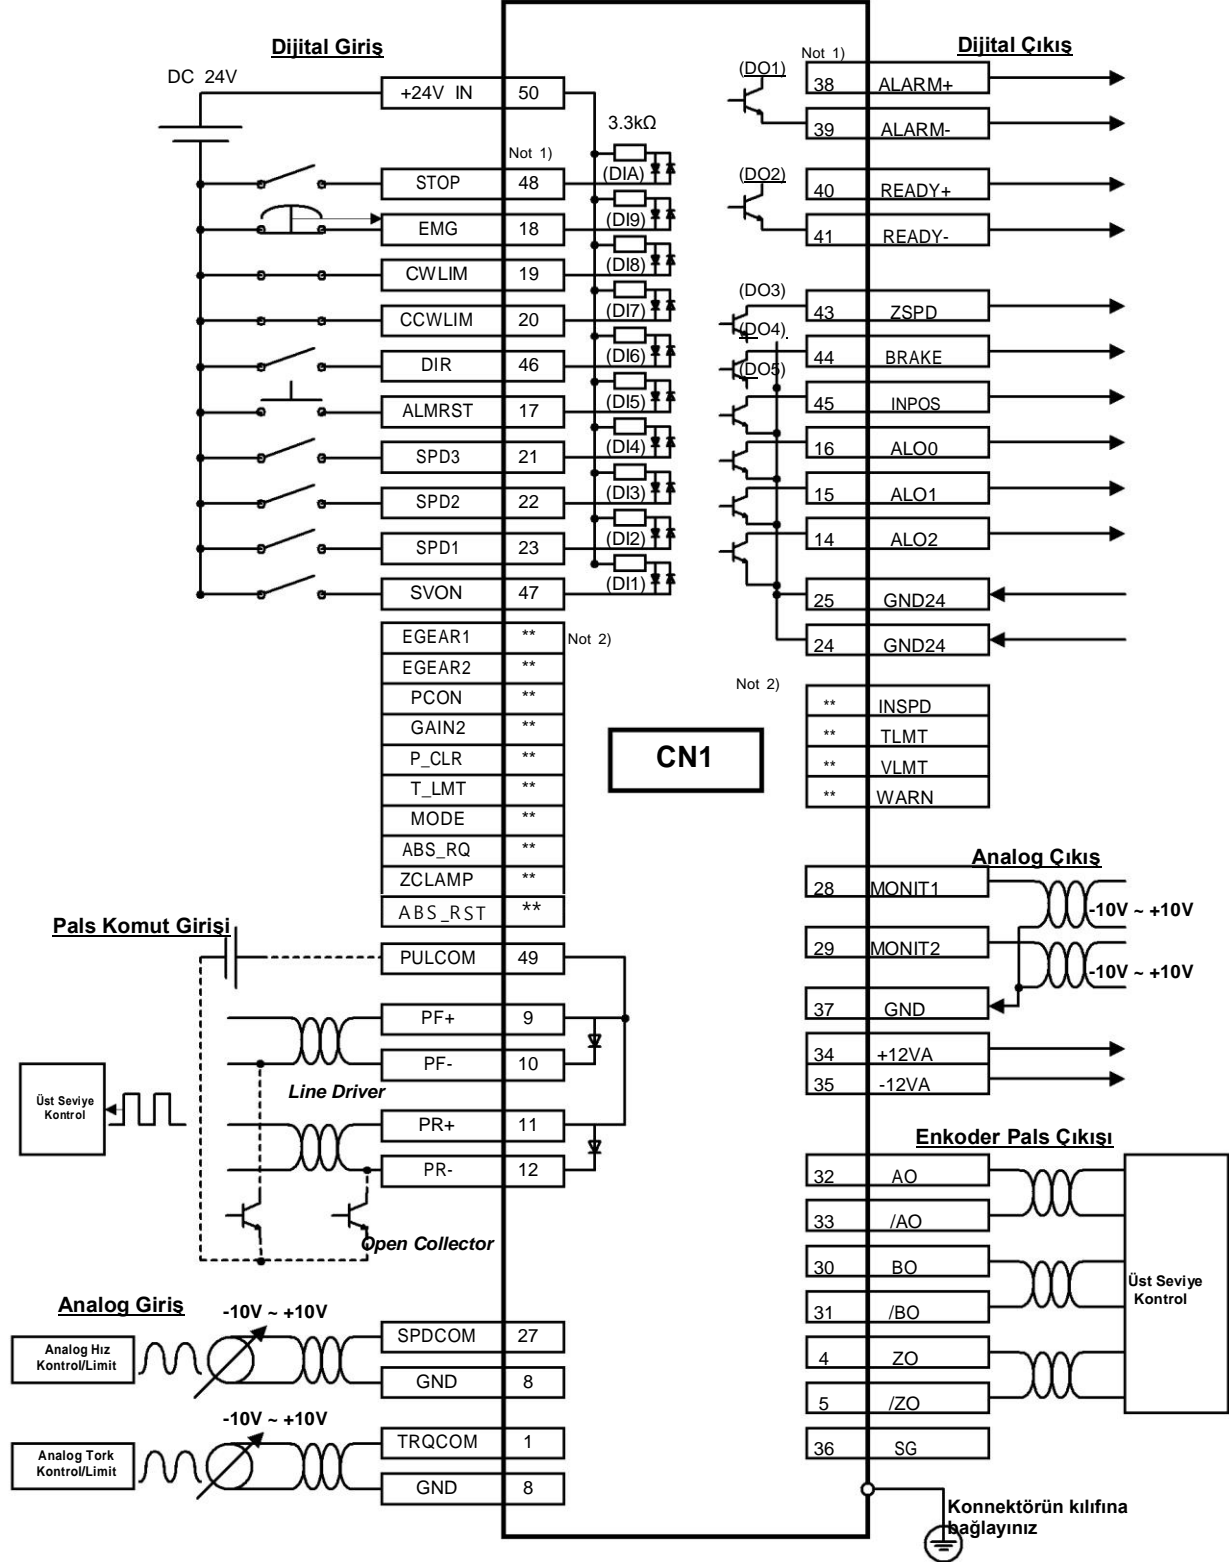 Dijital Giriş
DC 24V
+24V IN 50
3.3kΩ
Not 1)
STOP 48 (DIA)
EMG 18 (DI9)
CWLIM 19 (DI8)
CCWLIM 20 (DI7)
DIR 46 (DI6)
ALMRST 17 (DI5)
SPD3 21 (DI4)
SPD2 22 (DI3)
SPD1 23 (DI2)
SVON 47 (DI1)
EGEAR1 ** Not 2)
EGEAR2 **
PCON **
GAIN2 **
P_CLR **
T_LMT **
MODE **
ABS_RQ **
ZCLAMP **
ABS_RST **
Pals Komut Girişi
PULCOM 49
PF+ 9
PF- 10
Line Driver
Üst Seviye
Kontrol
PR+ 11
PR- 12
Open Collector
Analog Giriş
-10V ~ +10V
Analog Hız
Kontrol/Limit
SPDCOM 27
GND 8
-10V ~ +10V
Analog Tork
Kontrol/Limit
TRQCOM 1
GND 8
CN1
Dijital Çıkış
Not 1)
(DO1)
38 ALARM+
39 ALARM-
(DO2)
40 READY+
41 READY-
(DO3)
43 ZSPD
(DO4)
44 BRAKE
(DO5)
45 INPOS
16 ALO0
15 ALO1
14 ALO2
25 GND24
24 GND24
Not 2)
** INSPD
** TLMT
** VLMT
** WARN
Analog Çıkış
28 MONIT1
-10V ~ +10V
29 MONIT2
-10V ~ +10V
37 GND
34 +12VA
35 -12VA
Enkoder Pals Çıkışı
32 AO
33 /AO
30 BO
31 /BO
4 ZO
5 /ZO
36 SG
Üst Seviye
Kontrol
Konnektörün kılıfına
bağlayınız